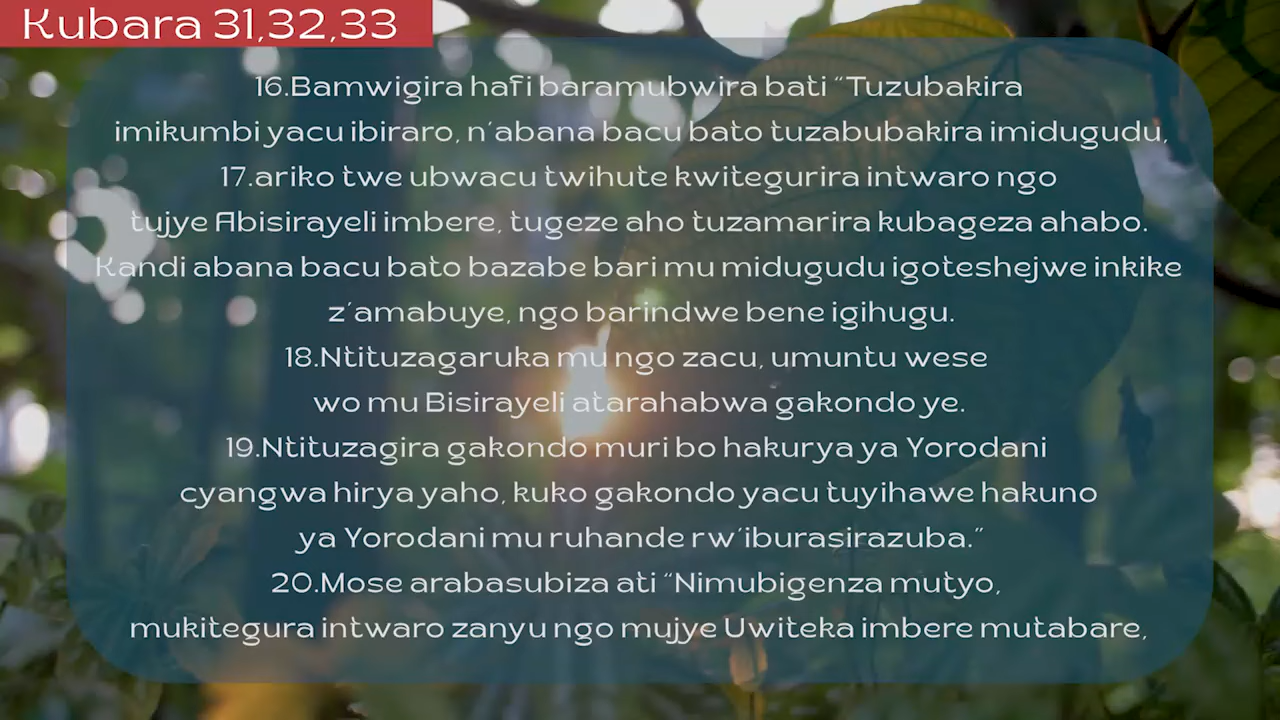 Kubara 31,32,33
16.Bamwigira hafi baramubwira bati “Tuzubakira
imikumbi yacu ibiraro, n’abana bacu bato tuzabubakira imidugudu,
17.ariko twe ubwacu twihute kwitegurira intwaro ngo
tujye Abisirayeli imbere, tugeze aho tuzamarira kubageza ahabo.
Kandi abana bacu bato bazabe bari mu midugudu igoteshejwe inkike
z’amabuye, ngo barindwe bene igihugu.
18.Ntituzagaruka mu ngo zacu, umuntu wese
wo mu Bisirayeli atarahabwa gakondo ye.
19.Ntituzagira gakondo muri bo hakurya ya Yorodani
cyangwa hirya yaho, kuko gakondo yacu tuyihawe hakuno
ya Yorodani mu ruhande rw’iburasirazuba.”
20.Mose arabasubiza ati “Nimubigenza mutyo,
mukitegura intwaro zanyu ngo mujye Uwiteka imbere mutabare,